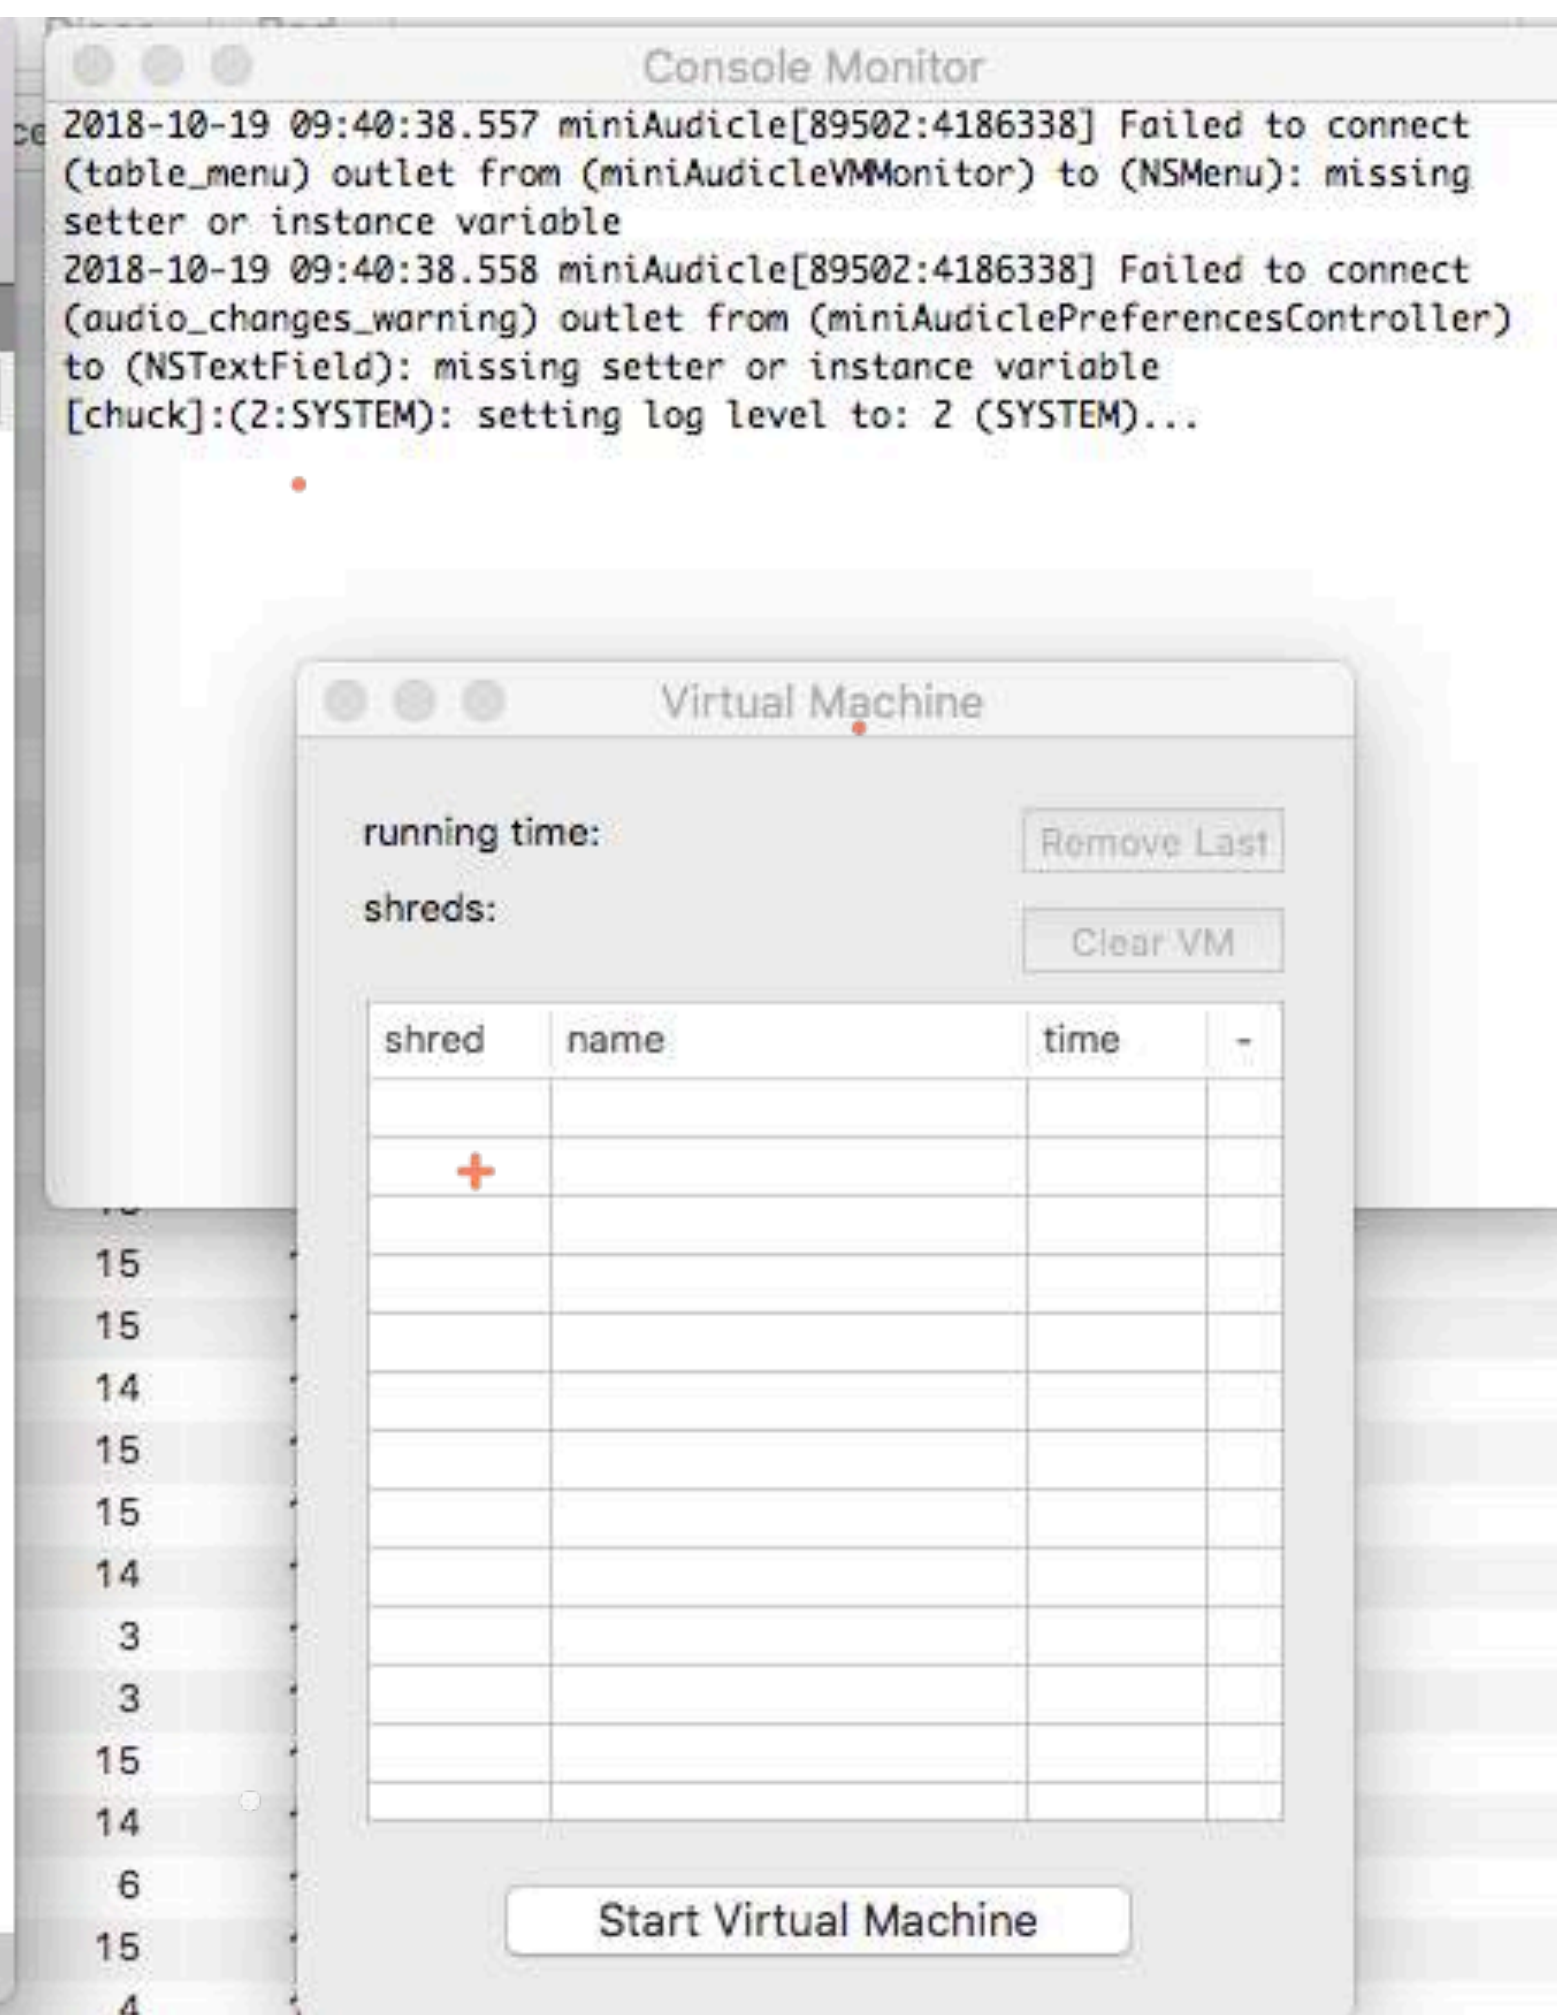 Console Monitor
2018-10-19 09:40:38.557 miniAudicle[89502:4186338] Failed to connect
(table_menu) outlet from (miniAudicleVMMonitor) to (NSMenu): missing
setter or instance variable
2018-10-19 09:40:38.558 miniAudicle[89502:4186338] Failed to connect
(audio_changes_warning) outlet from (miniAudiclePreferencesController)
to (NSTextField): missing setter or instance variable
[chuck]:(2:SYSTEM): setting log level to: 2 (SYSTEM)...
Virtual Machine
running time:
Remove Last
shreds:
Clear VM
shred name time -
15
15
14
15
15
14
3
3
15
14
6
15
4
Start Virtual Machine